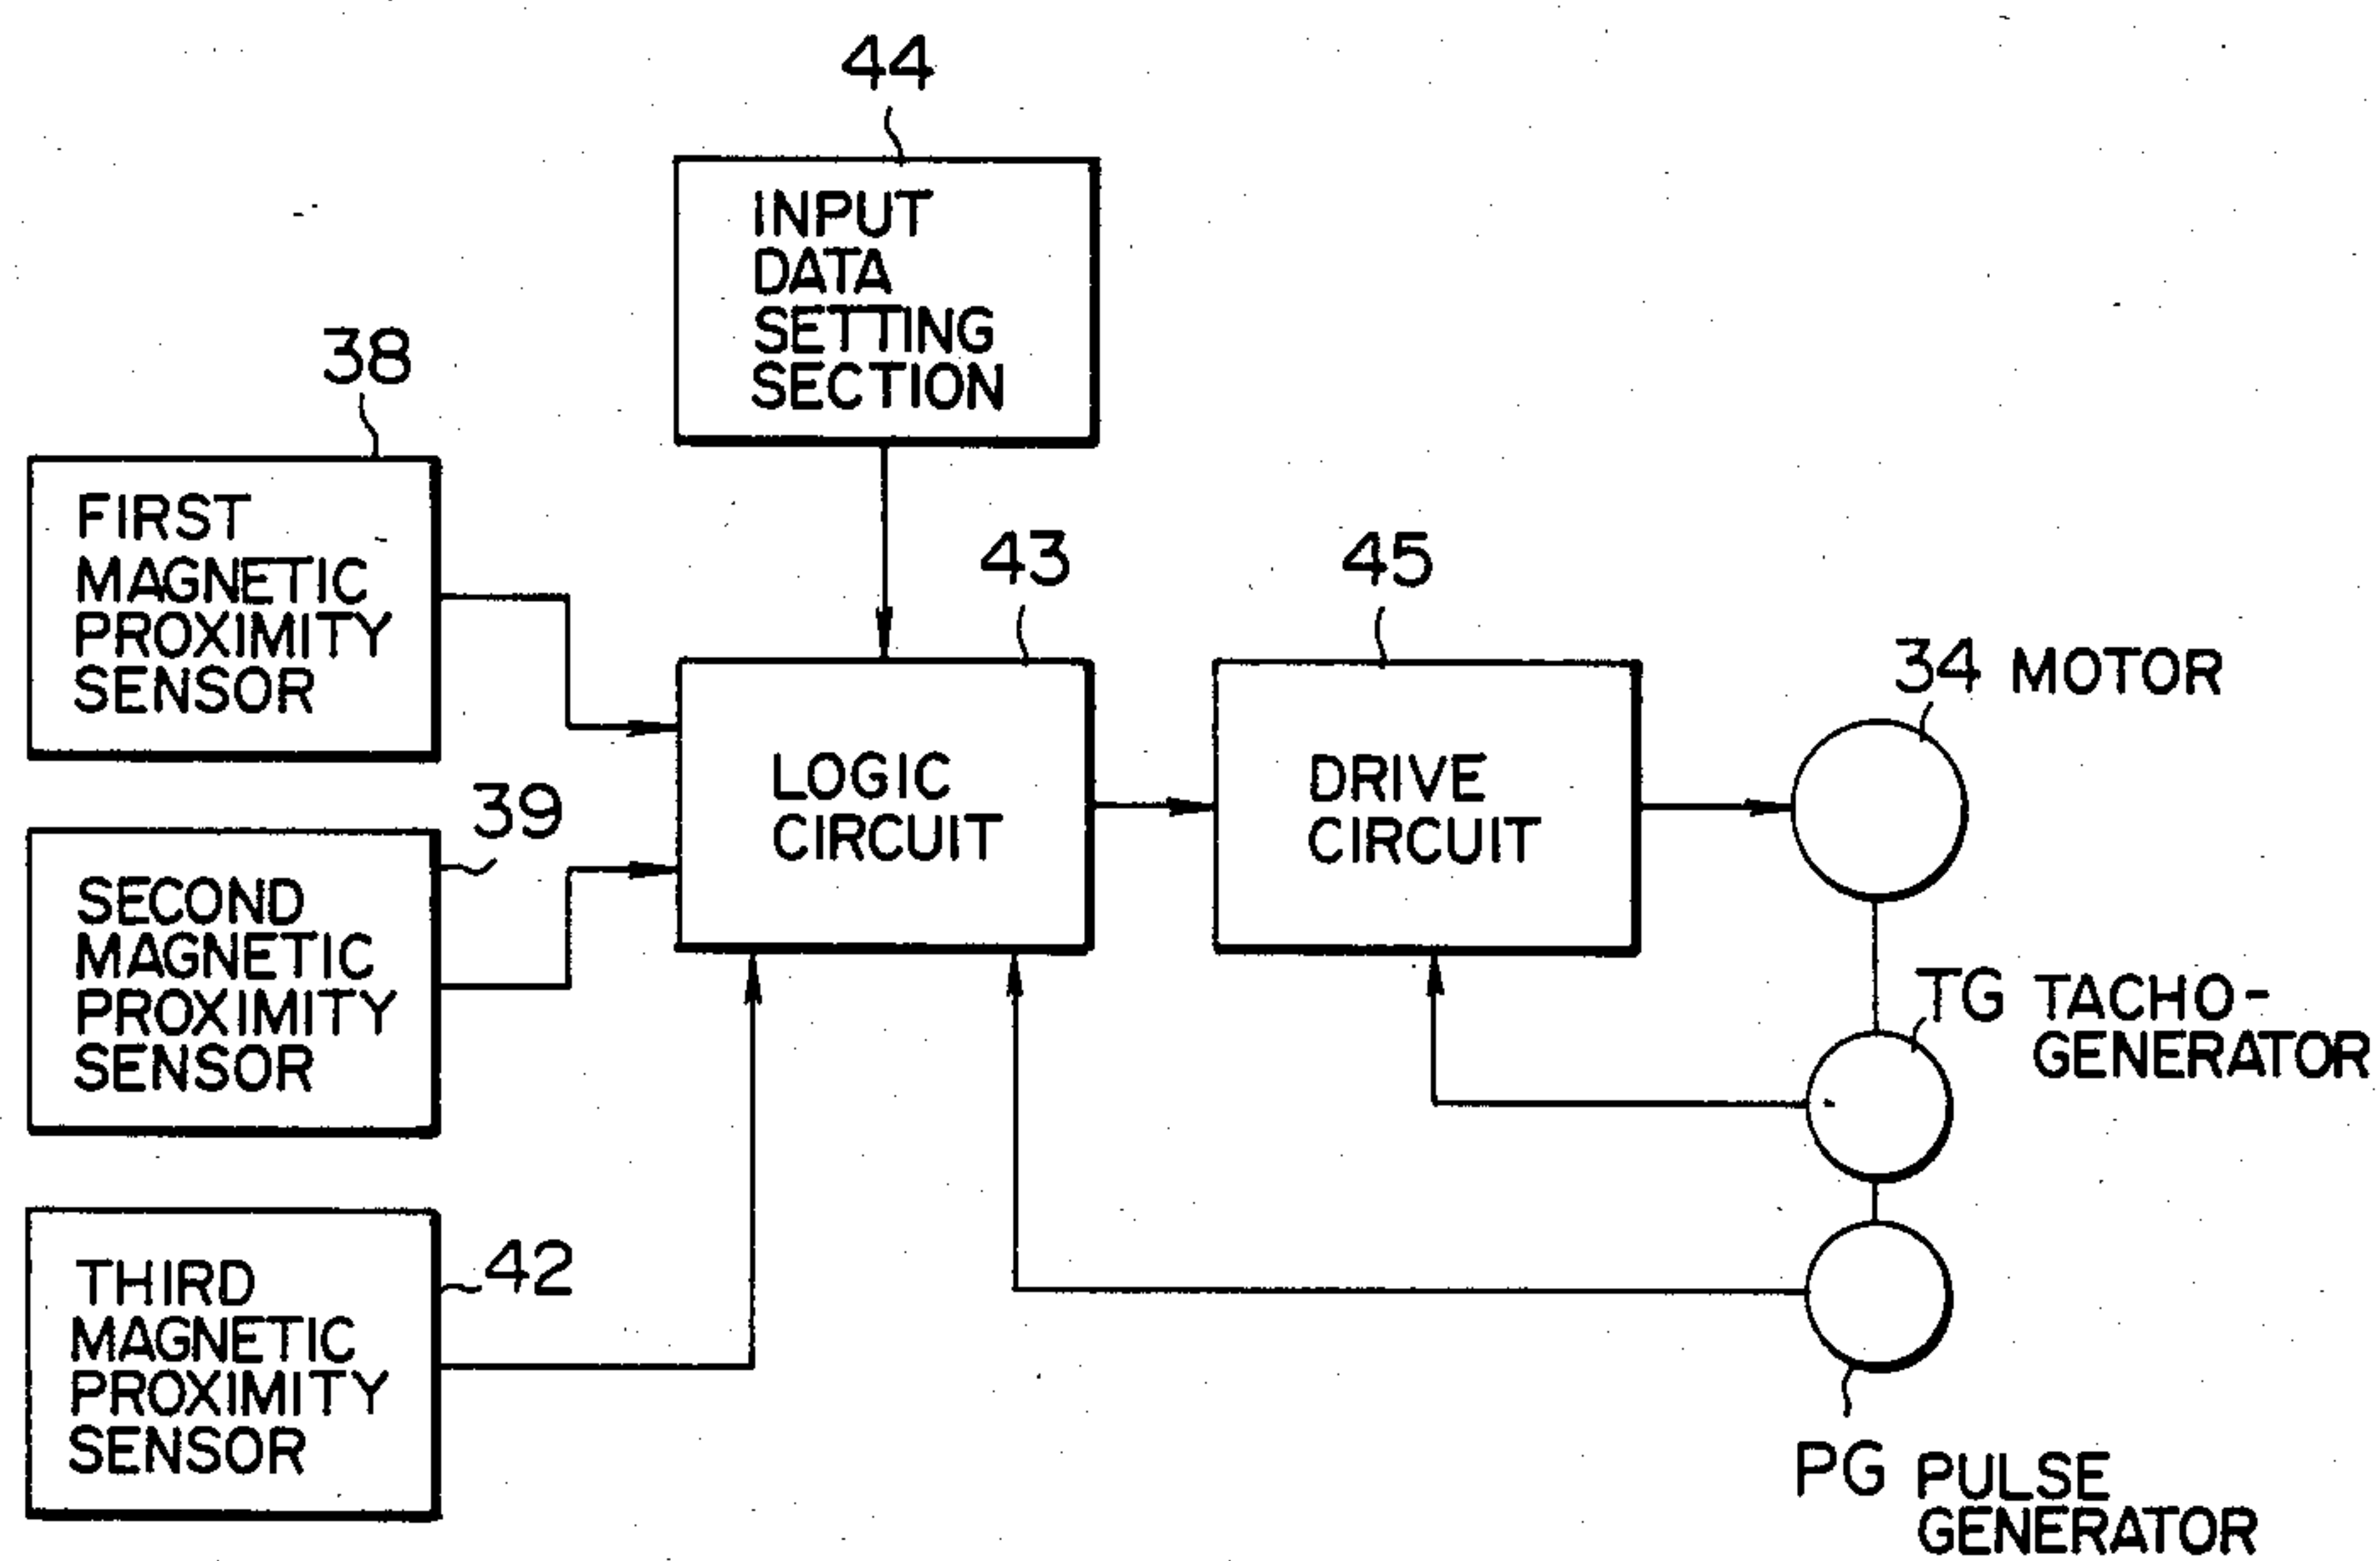 44
INPUT
DATA
SETTING
SECTION
38
FIRST
MAGNETIC
PROXIMITY
SENSOR
43
45
LOGIC
CIRCUIT
DRIVE
CIRCUIT
34 MOTOR
39
SECOND
MAGNETIC
PROXIMITY
SENSOR
TG TACHO-
GENERATOR
42
THIRD
MAGNETIC
PROXIMITY
SENSOR
PG PULSE
GENERATOR